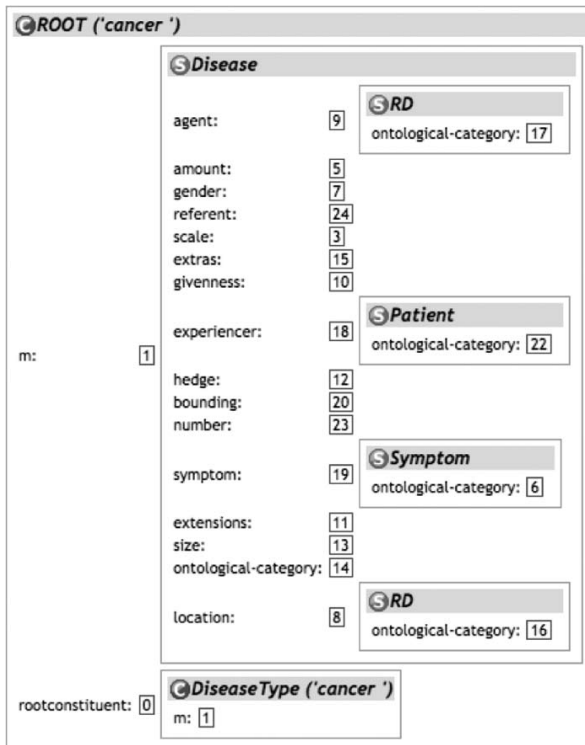 C ROOT ('cancer ')
S Disease
agent: 9
S RD
ontological-category: 17
amount: 5
gender: 7
referent: 24
scale: 3
extras: 15
givenness: 10
experiencer: 18
S Patient
ontological-category: 22
m: 1
hedge: 12
bounding: 20
number: 23
symptom: 19
S Symptom
ontological-category: 6
extensions: 11
size: 13
ontological-category: 14
location: 8
S RD
ontological-category: 16
rootconstituent: 0
C DiseaseType ('cancer ')
m: 1